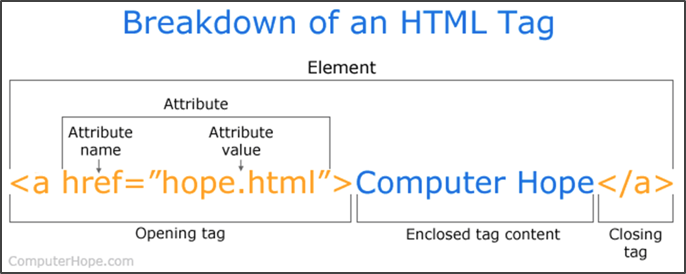 Breakdown of an HTML Tag
Element
Attribute
Attribute
name
Attribute
value
<a href=”hope.html”>Computer Hope</a>
Opening tag
Enclosed tag content
Closing
tag
ComputerHope.com